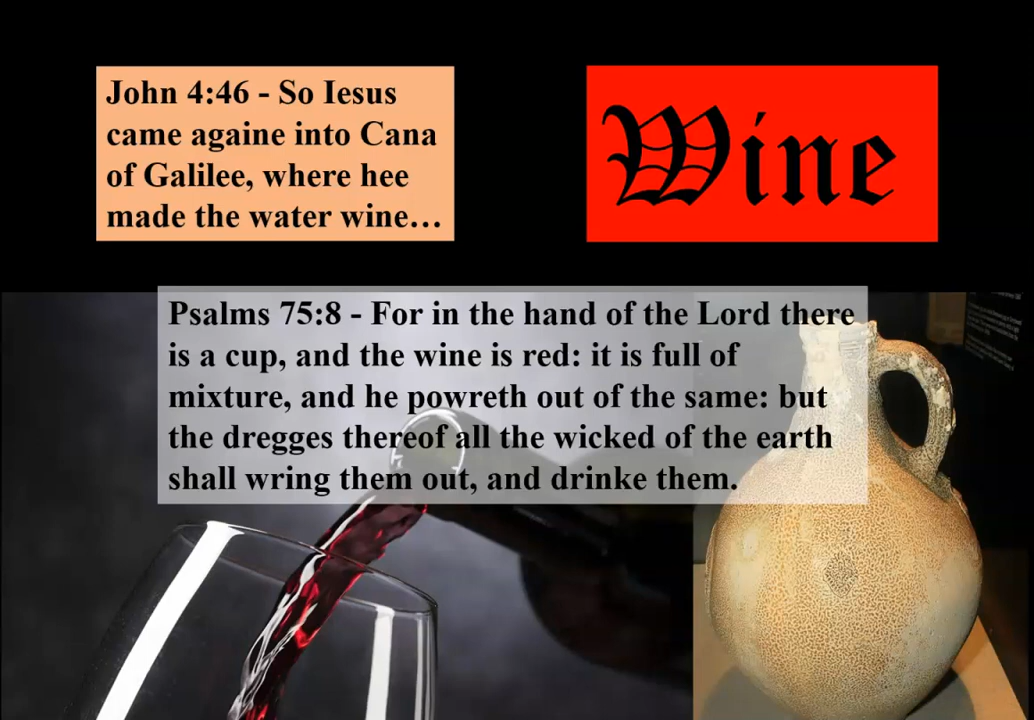 John 4:46 - So Iesus
came againe into Cana
of Galilee, where hee
made the water wine…
Wine
Psalms 75:8 - For in the hand of the Lord there
is a cup, and the wine is red: it is full of
mixture, and he powreth out of the same: but
the dregges thereof all the wicked of the earth
shall wring them out, and drinke them.